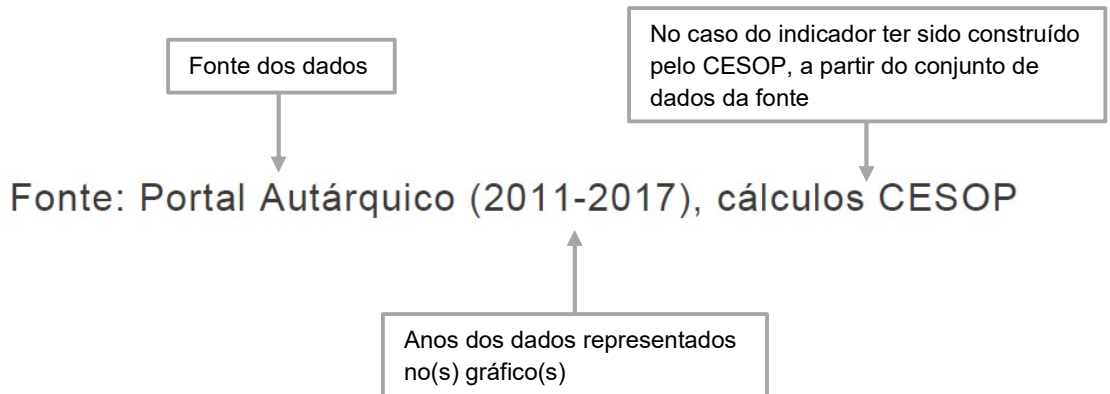 Fonte dos dados
No caso do indicador ter sido construído
pelo CESOP, a partir do conjunto de
dados da fonte
Fonte: Portal Autárquico (2011-2017), cálculos CESOP
Anos dos dados representados
no(s) gráfico(s)